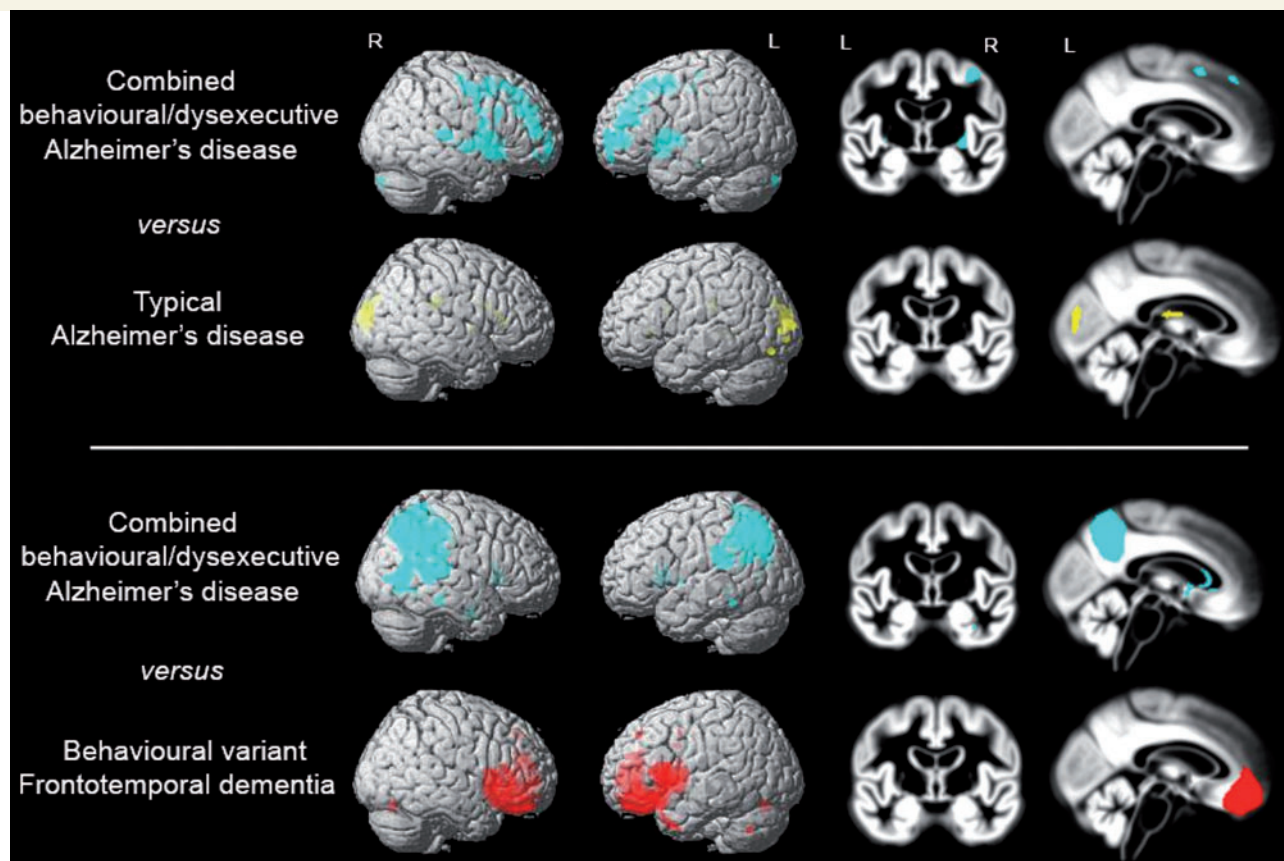 R
L
L
R
L
Combined
behavioural/dysexecutive
Alzheimer's disease
versus
Typical
Alzheimer's disease
Combined
behavioural/dysexecutive
Alzheimer's disease
versus
Behavioural variant
Frontotemporal dementia